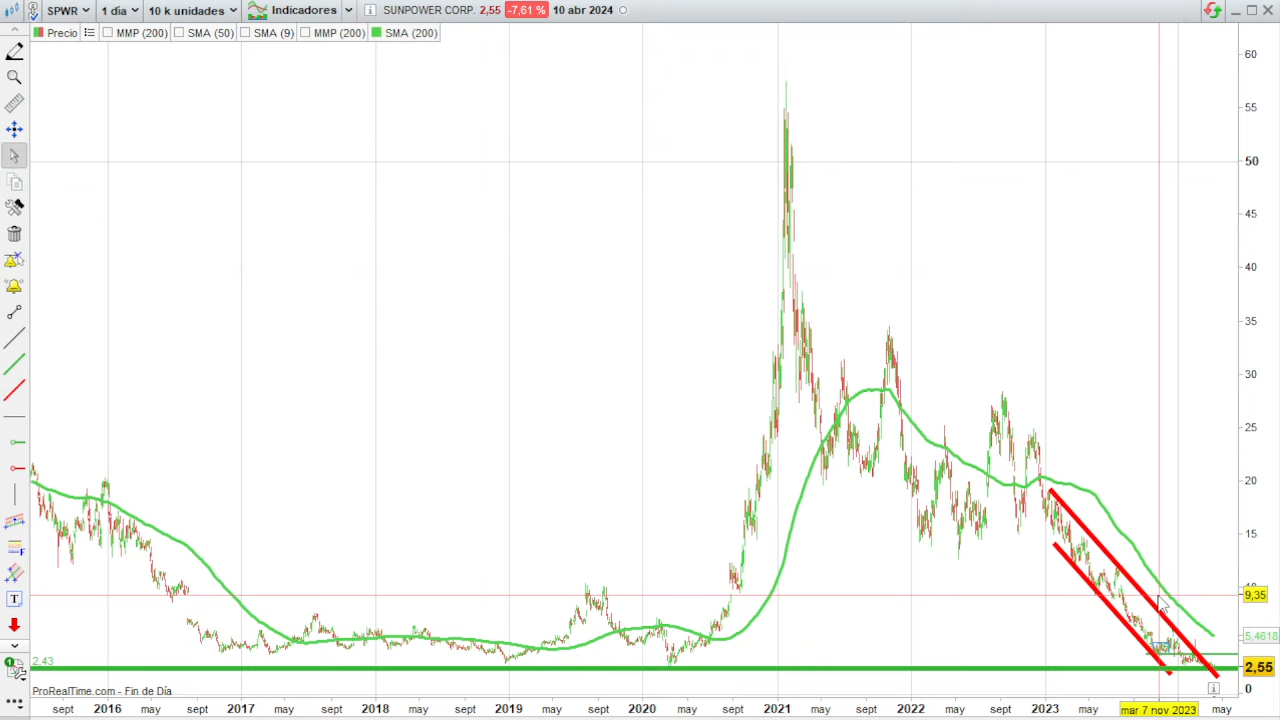 SPWR 1 día 10 k unidades Indicadores SUNPOWER CORP. 2,55 -7,61 % 10 abr 2024
Precio MMP (200) SMA (50) SMA (9) MMP (200) SMA (200)
60
55
50
45
40
35
30
25
20
15
10
9,35
5,4618
2,43
2,55
0
ProRealTime.com - Fin de Día
sept 2016 may sept 2017 may sept 2018 may sept 2019 may sept 2020 may sept 2021 may sept 2022 may sept 2023 may mar 7 nov 2023 may
F
T
1